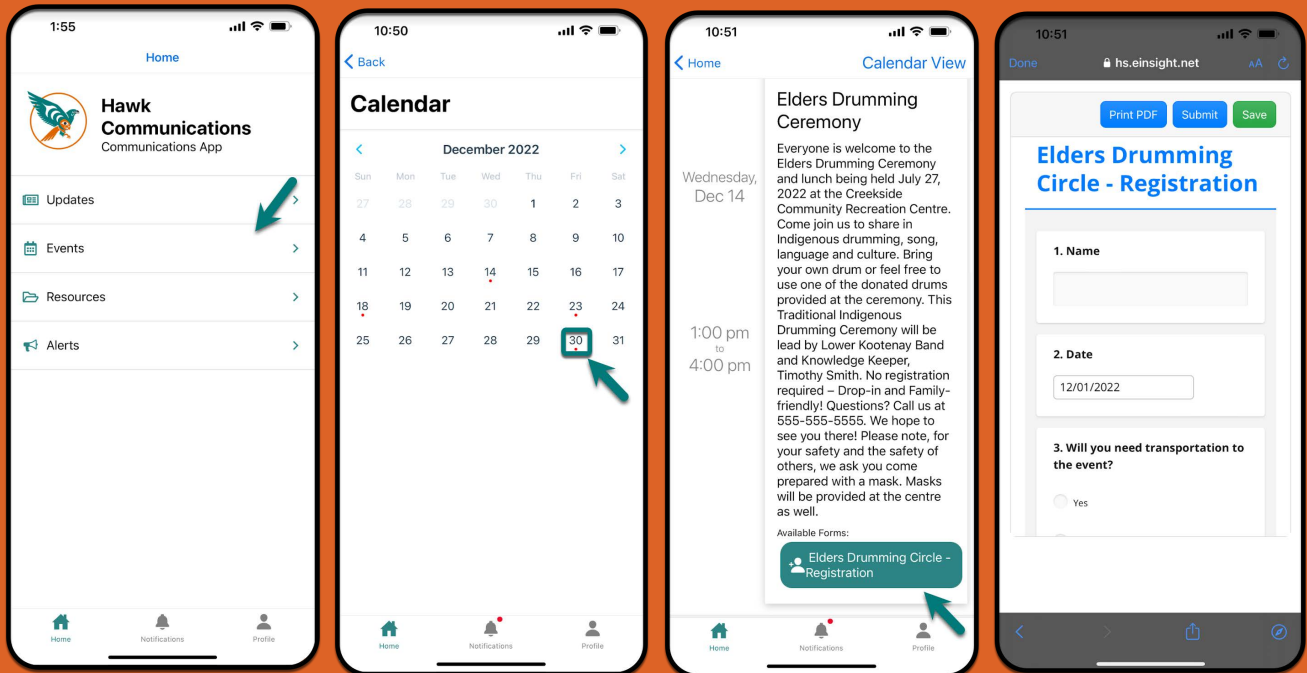 1:55
Home
Hawk
Communications
Communications App
Updates
Events
Resources
Alerts
Home
Notifications
Profile
10:50
Back
Calendar
December 2022
Sun Mon Tue Wed Thu Fri Sat
27 28 29 30 1 2 3
4 5 6 7 8 9 10
11 12 13 14 15 16 17
18 19 20 21 22 23 24
25 26 27 28 29 30 31
Home
Notifications
Profile
10:51
Home
Calendar View
Wednesday,
Dec 14
1:00 pm
to
4:00 pm
Elders Drumming
Ceremony
Everyone is welcome to the
Elders Drumming Ceremony
and lunch being held July 27,
2022 at the Creekside
Community Recreation Centre.
Come join us to share in
Indigenous drumming, song,
language and culture. Bring
your own drum or feel free to
use one of the donated drums
provided at the ceremony. This
Traditional Indigenous
Drumming Ceremony will be
lead by Lower Kootenay Band
and Knowledge Keeper,
Timothy Smith. No registration
required – Drop-in and Family-
friendly! Questions? Call us at
555-555-5555. We hope to
see you there! Please note, for
your safety and the safety of
others, we ask you come
prepared with a mask. Masks
will be provided at the centre
as well.
Available Forms:
Elders Drumming Circle -
Registration
Home
Notifications
Profile
10:51
Done
hs.einsight.net
AA
Print PDF
Submit
Save
Elders Drumming
Circle - Registration
1. Name
2. Date
12/01/2022
3. Will you need transportation to
the event?
Yes